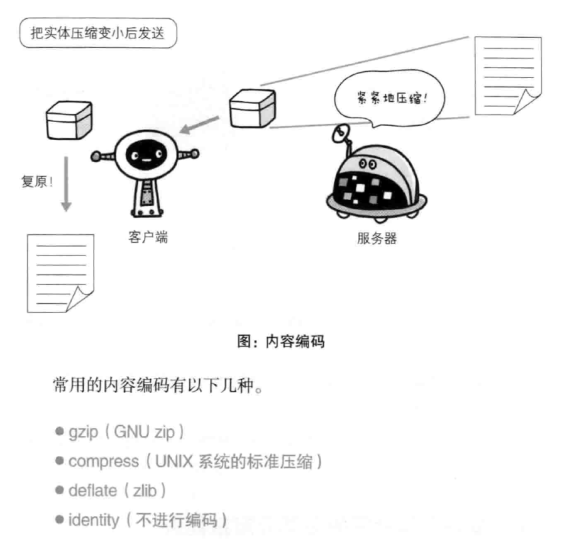 把实体压缩变小后发送
紧紧地压缩！
复原！
客户端
服务器
图：内容编码
常用的内容编码有以下几种。
● gzip（GNU zip）
● compress（UNIX 系统的标准压缩）
● deflate（zlib）
● identity（不进行编码）